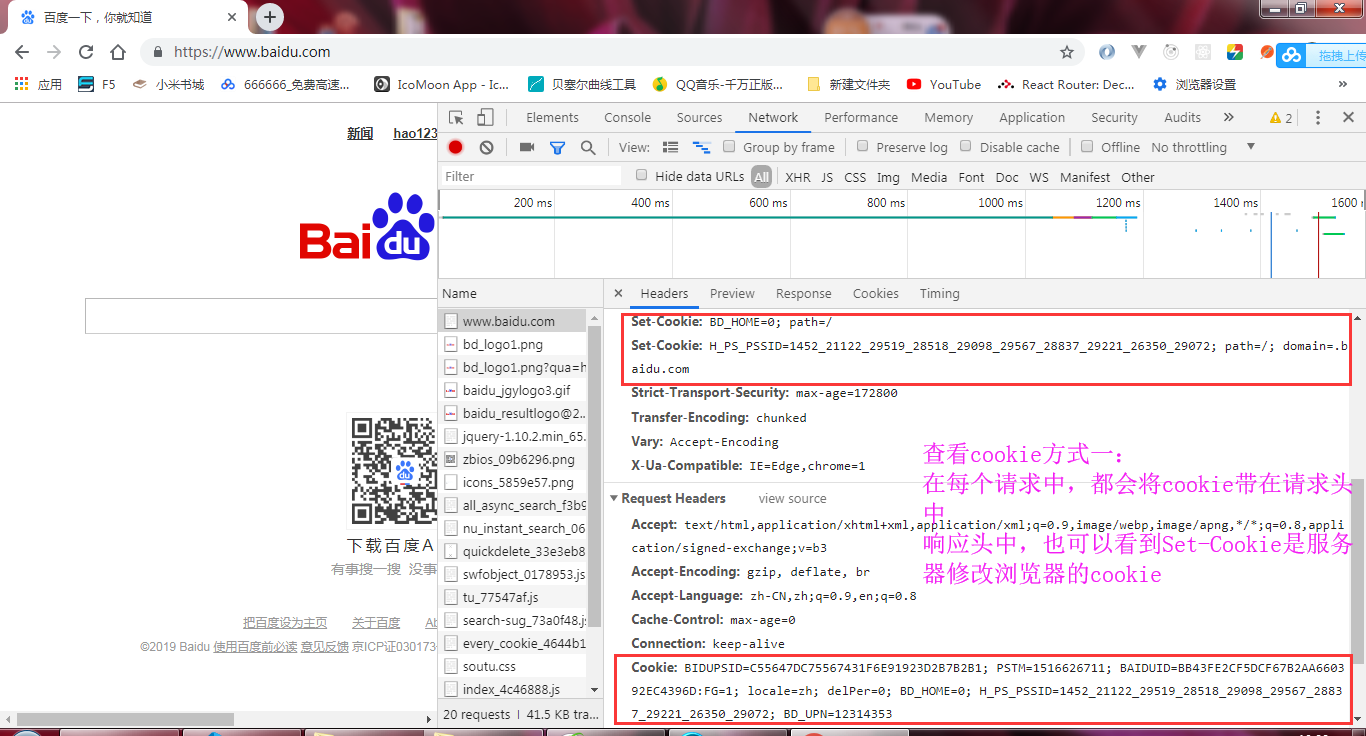 百度一下，你就知道
https://www.baidu.com
拖拽上传
应用 F5 小米书城 666666_免费高速... IcoMoon App - Ic... 贝塞尔曲线工具 QQ音乐-千万正版... 新建文件夹 YouTube React Router: Dec... 浏览器设置 »
新闻 hao123
Baidu
du
下载百度A
有事搜一搜 没事
把百度设为主页 关于百度 Ab
©2019 Baidu 使用百度前必读 意见反馈 京ICP证030173
Elements Console Sources Network Performance Memory Application Security Audits » 2
View: Group by frame Preserve log Disable cache Offline No throttling
Filter Hide data URLs All XHR JS CSS Img Media Font Doc WS Manifest Other
200 ms 400 ms 600 ms 800 ms 1000 ms 1200 ms 1400 ms 1600
Name
www.baidu.com
bd_logo1.png
bd_logo1.png?qua=h
baidu_jgylogo3.gif
baidu_resultlogo@2...
jquery-1.10.2.min_65.
zbios_09b6296.png
icons_5859e57.png
all_async_search_f3b9
nu_instant_search_06
quickdelete_33e3eb8
swfobject_0178953.js
tu_77547af.js
search-sug_73a0f48.j
every_cookie_4644b1
soutu.css
index_4c46888.js
20 requests | 41.5 KB tra...
Headers Preview Response Cookies Timing
Set-Cookie: BD_HOME=0; path=/
Set-Cookie: H_PS_PSSID=1452_21122_29519_28518_29098_29567_28837_29221_26350_29072; path=/; domain=.b
aidu.com
Strict-Transport-Security: max-age=172800
Transfer-Encoding: chunked
Vary: Accept-Encoding
X-Ua-Compatible: IE=Edge,chrome=1
查看cookie方式一：
在每个请求中，都会将cookie带在请求头
中
响应头中，也可以看到Set-Cookie是服务
器修改浏览器的cookie
Request Headers view source
Accept: text/html,application/xhtml+xml,application/xml;q=0.9,image/webp,image/apng,*/*;q=0.8,appli
cation/signed-exchange;v=b3
Accept-Encoding: gzip, deflate, br
Accept-Language: zh-CN,zh;q=0.9,en;q=0.8
Cache-Control: max-age=0
Connection: keep-alive
Cookie: BIDUPSID=C55647DC75567431F6E91923D2B7B2B1; PSTM=1516626711; BAIDUID=BB43FE2CF5DCF67B2AA6603
92EC4396D:FG=1; locale=zh; delPer=0; BD_HOME=0; H_PS_PSSID=1452_21122_29519_28518_29098_29567_2883
7_29221_26350_29072; BD_UPN=12314353